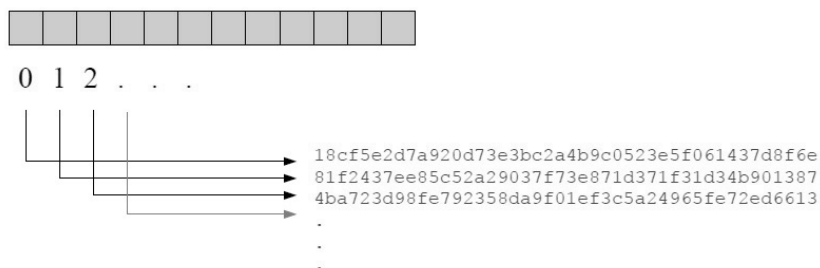 0 1 2 . . .
18cf5e2d7a920d73e3bc2a4b9c0523e5f061437d8f6e
81f2437ee85c52a29037f73e871d371f31d34b901387
4ba723d98fe792358da9f01ef3c5a24965fe72ed6613
.
.
.